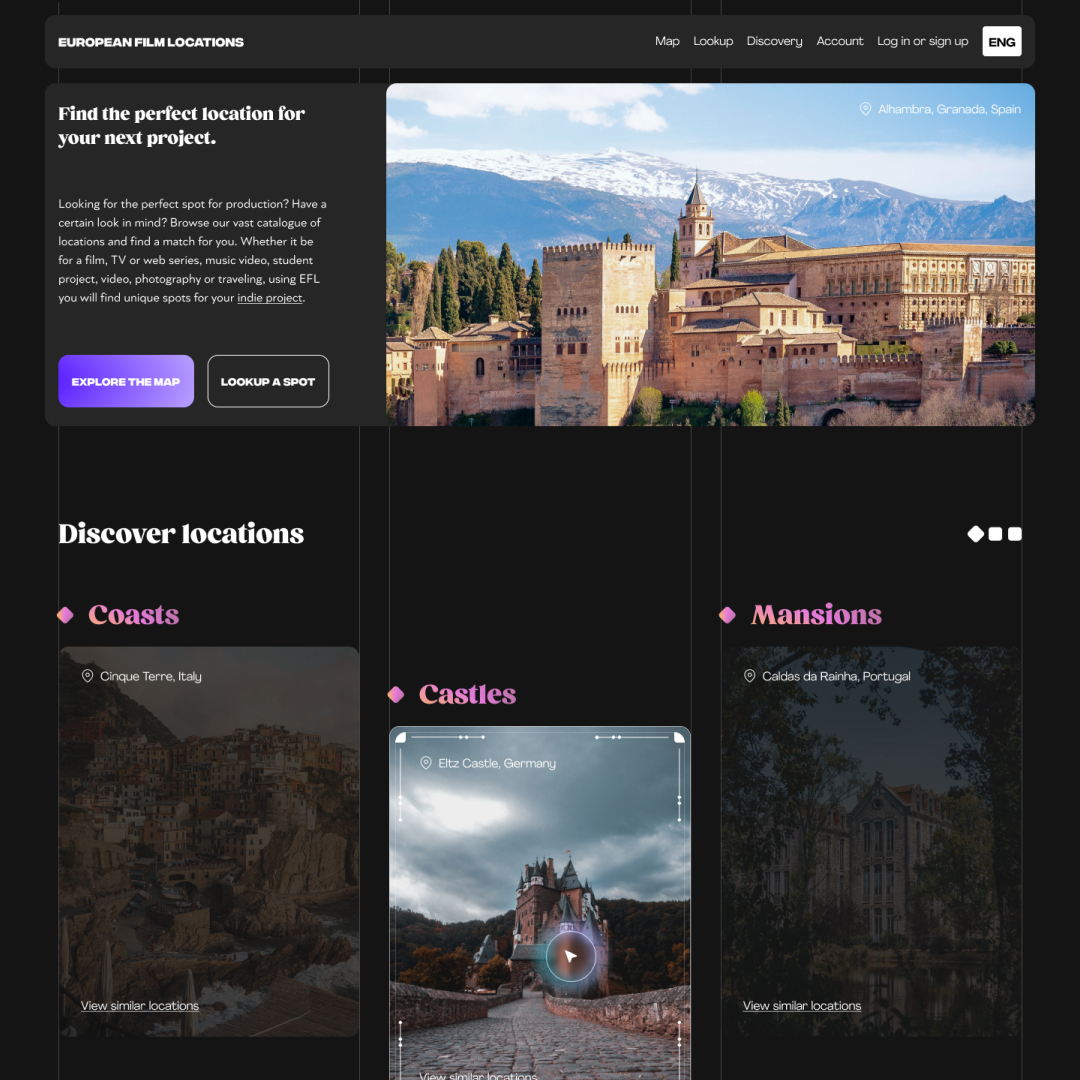 EUROPEAN FILM LOCATIONS
Map Lookup Discovery Account Log in or sign up ENG
Find the perfect location for
your next project.
Looking for the perfect spot for production? Have a
certain look in mind? Browse our vast catalogue of
locations and find a match for you. Whether it be
for a film, TV or web series, music video, student
project, video, photography or traveling, using EFL
you will find unique spots for your indie project.
EXPLORE THE MAP
LOOKUP A SPOT
Alhambra, Granada, Spain
Discover locations
Coasts
Cinque Terre, Italy
View similar locations
Castles
Eltz Castle, Germany
View similar locations
Mansions
Caldas da Rainha, Portugal
View similar locations